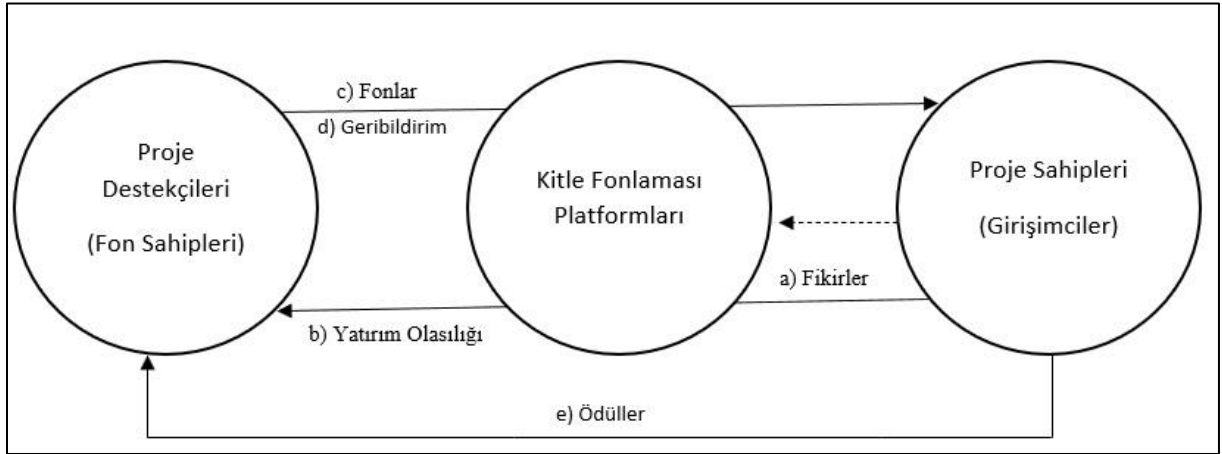 Proje
Destekçileri
(Fon Sahipleri)
c) Fonlar
d) Geribildirim
b) Yatırım Olasılığı
Kitle Fonlaması
Platformları
a) Fikirler
Proje Sahipleri
(Girişimciler)
e) Ödüller